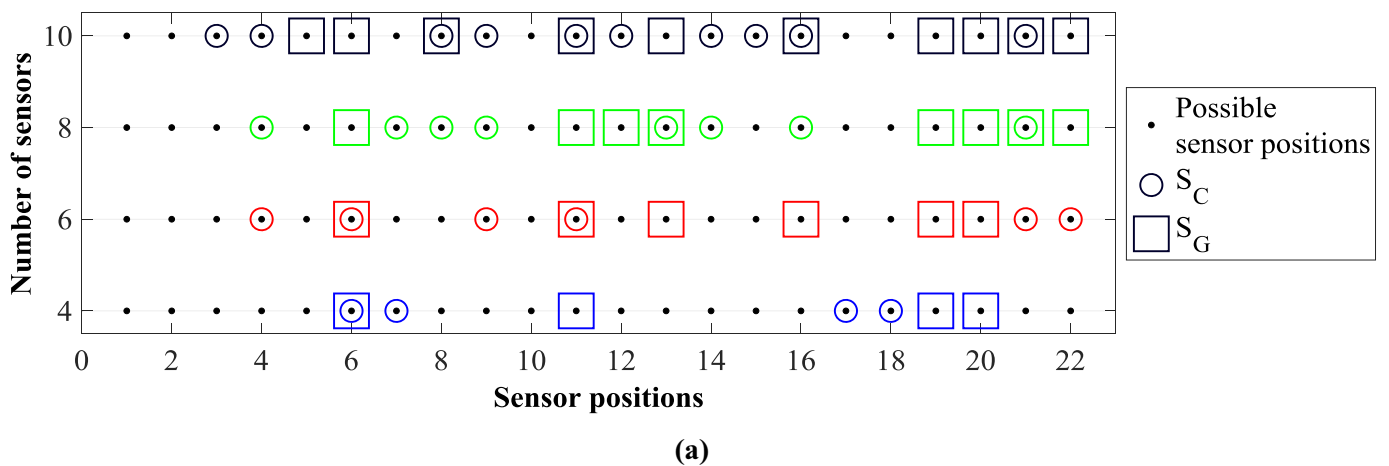 10
8
6
4
Number of sensors
0 2 4 6 8 10 12 14 16 18 20 22
Sensor positions
Possible
sensor positions
S_C
S_G
(a)